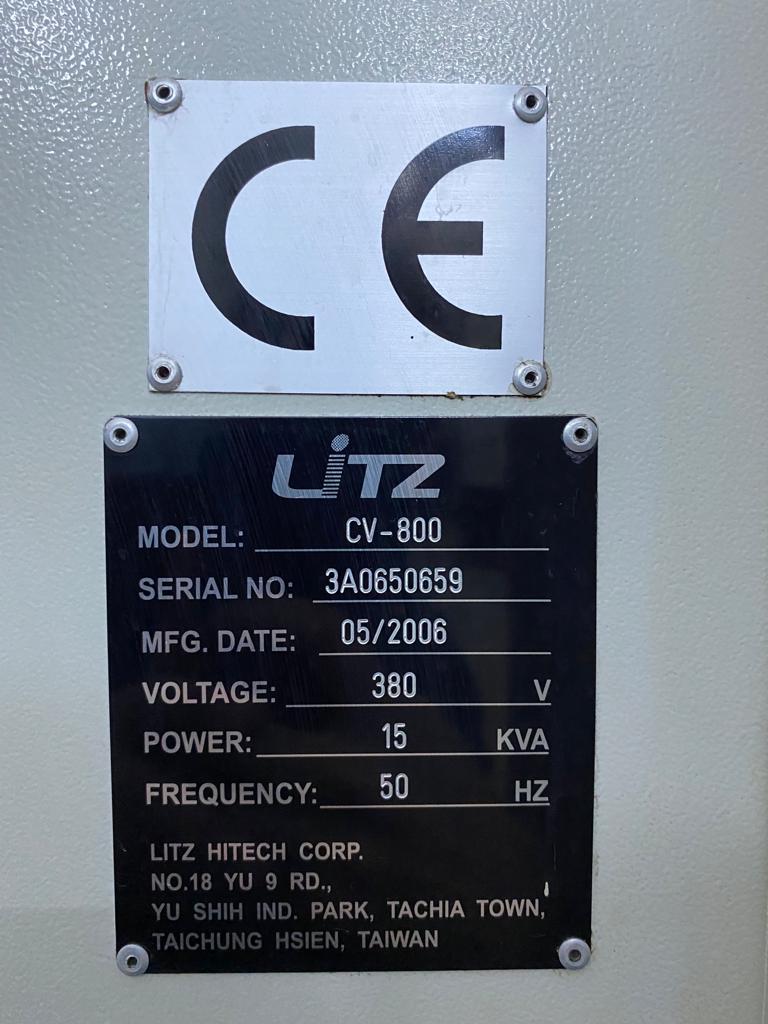 CE
LiTZ
MODEL: CV-800
SERIAL NO: 3A0650659
MFG. DATE: 05/2006
VOLTAGE: 380 V
POWER: 15 KVA
FREQUENCY: 50 HZ
LITZ HITECH CORP.
NO.18 YU 9 RD.,
YU SHIH IND. PARK, TACHIA TOWN,
TAICHUNG HSIEN, TAIWAN